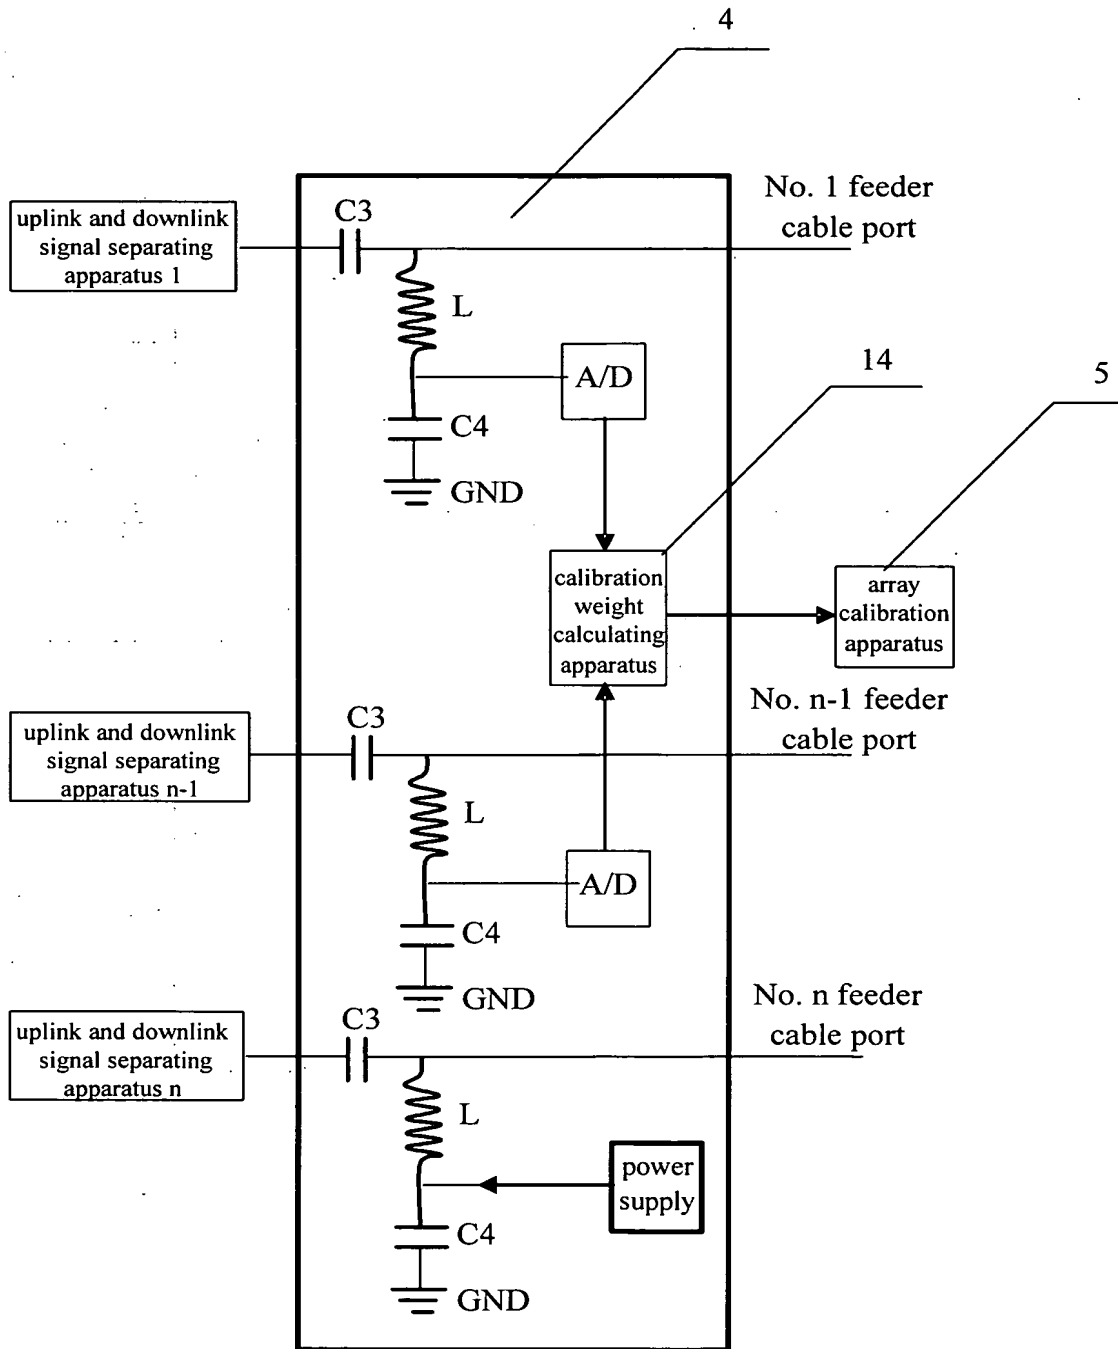 4
No. 1 feeder
cable port
uplink and downlink
signal separating
apparatus 1
C3
L
A/D
C4
GND
14
5
calibration
weight
calculating
apparatus
array
calibration
apparatus
No. n-1 feeder
cable port
uplink and downlink
signal separating
apparatus n-1
C3
L
A/D
C4
GND
No. n feeder
cable port
uplink and downlink
signal separating
apparatus n
C3
L
power
supply
C4
GND